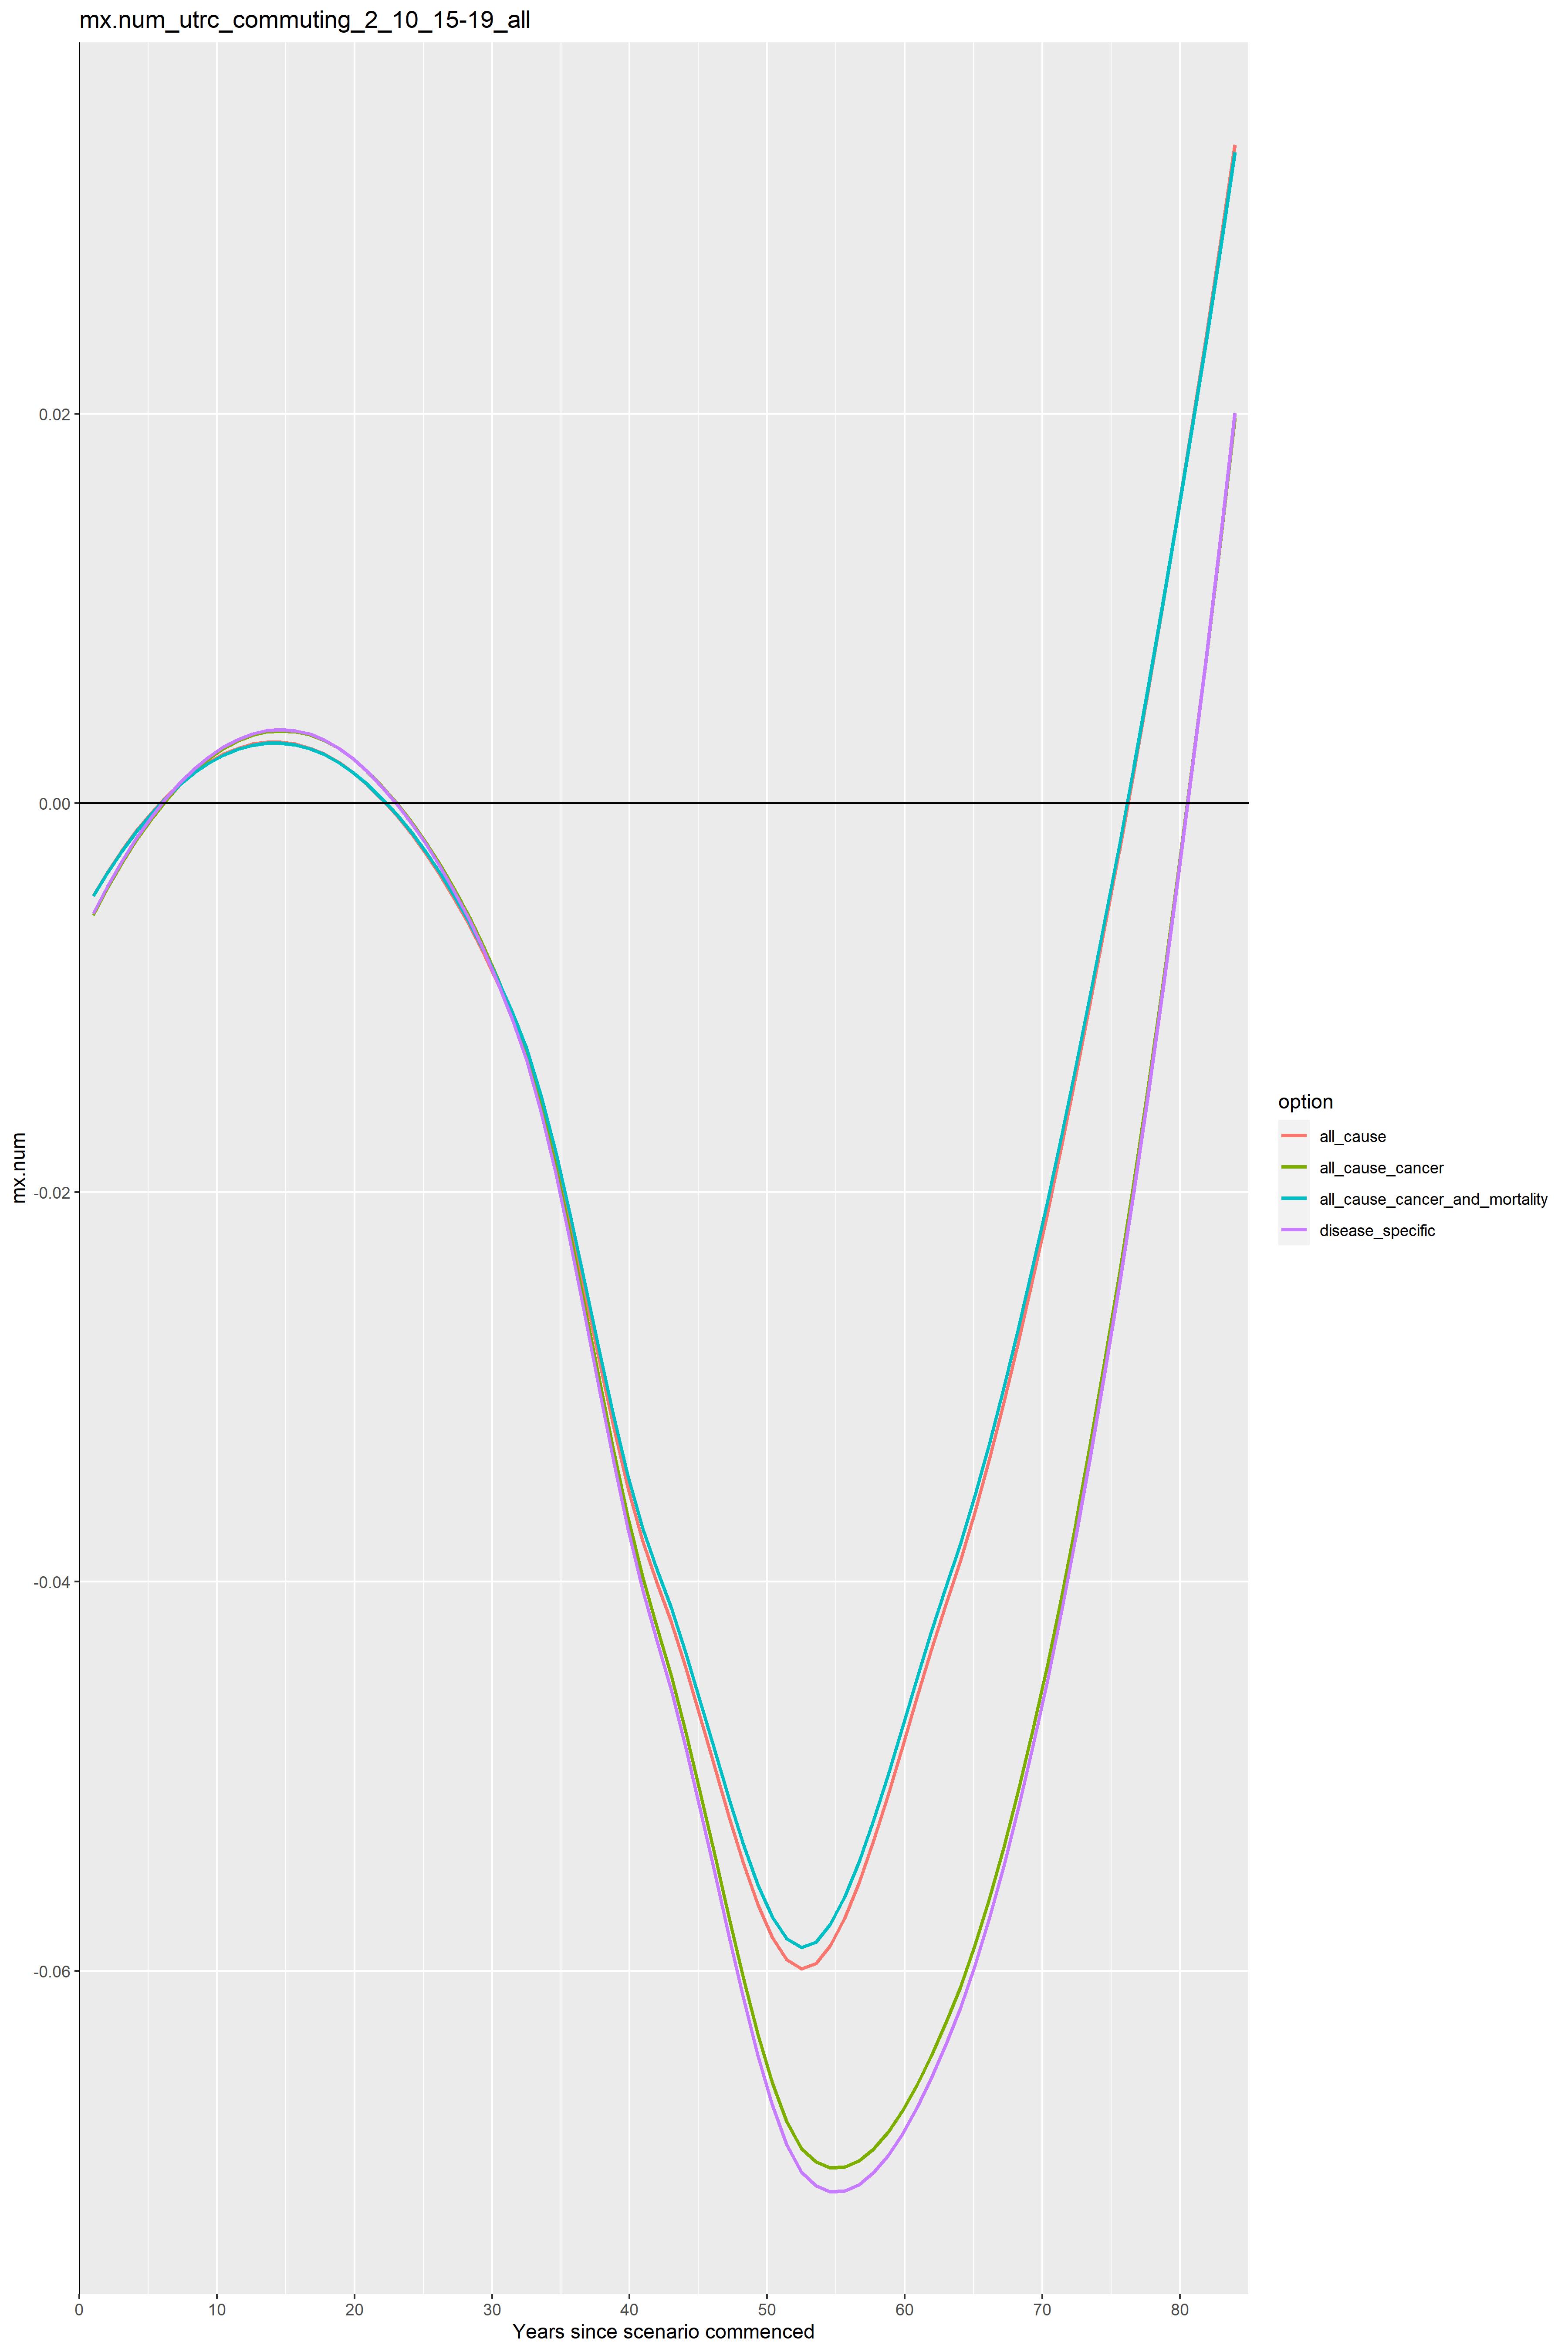 mx.num_utrc_commuting_2_10_15-19_all
0.02
0.00
-0.02
-0.04
-0.06
mx.num
0 10 20 30 40 50 60 70 80
Years since scenario commenced
option
all_cause
all_cause_cancer
all_cause_cancer_and_mortality
disease_specific